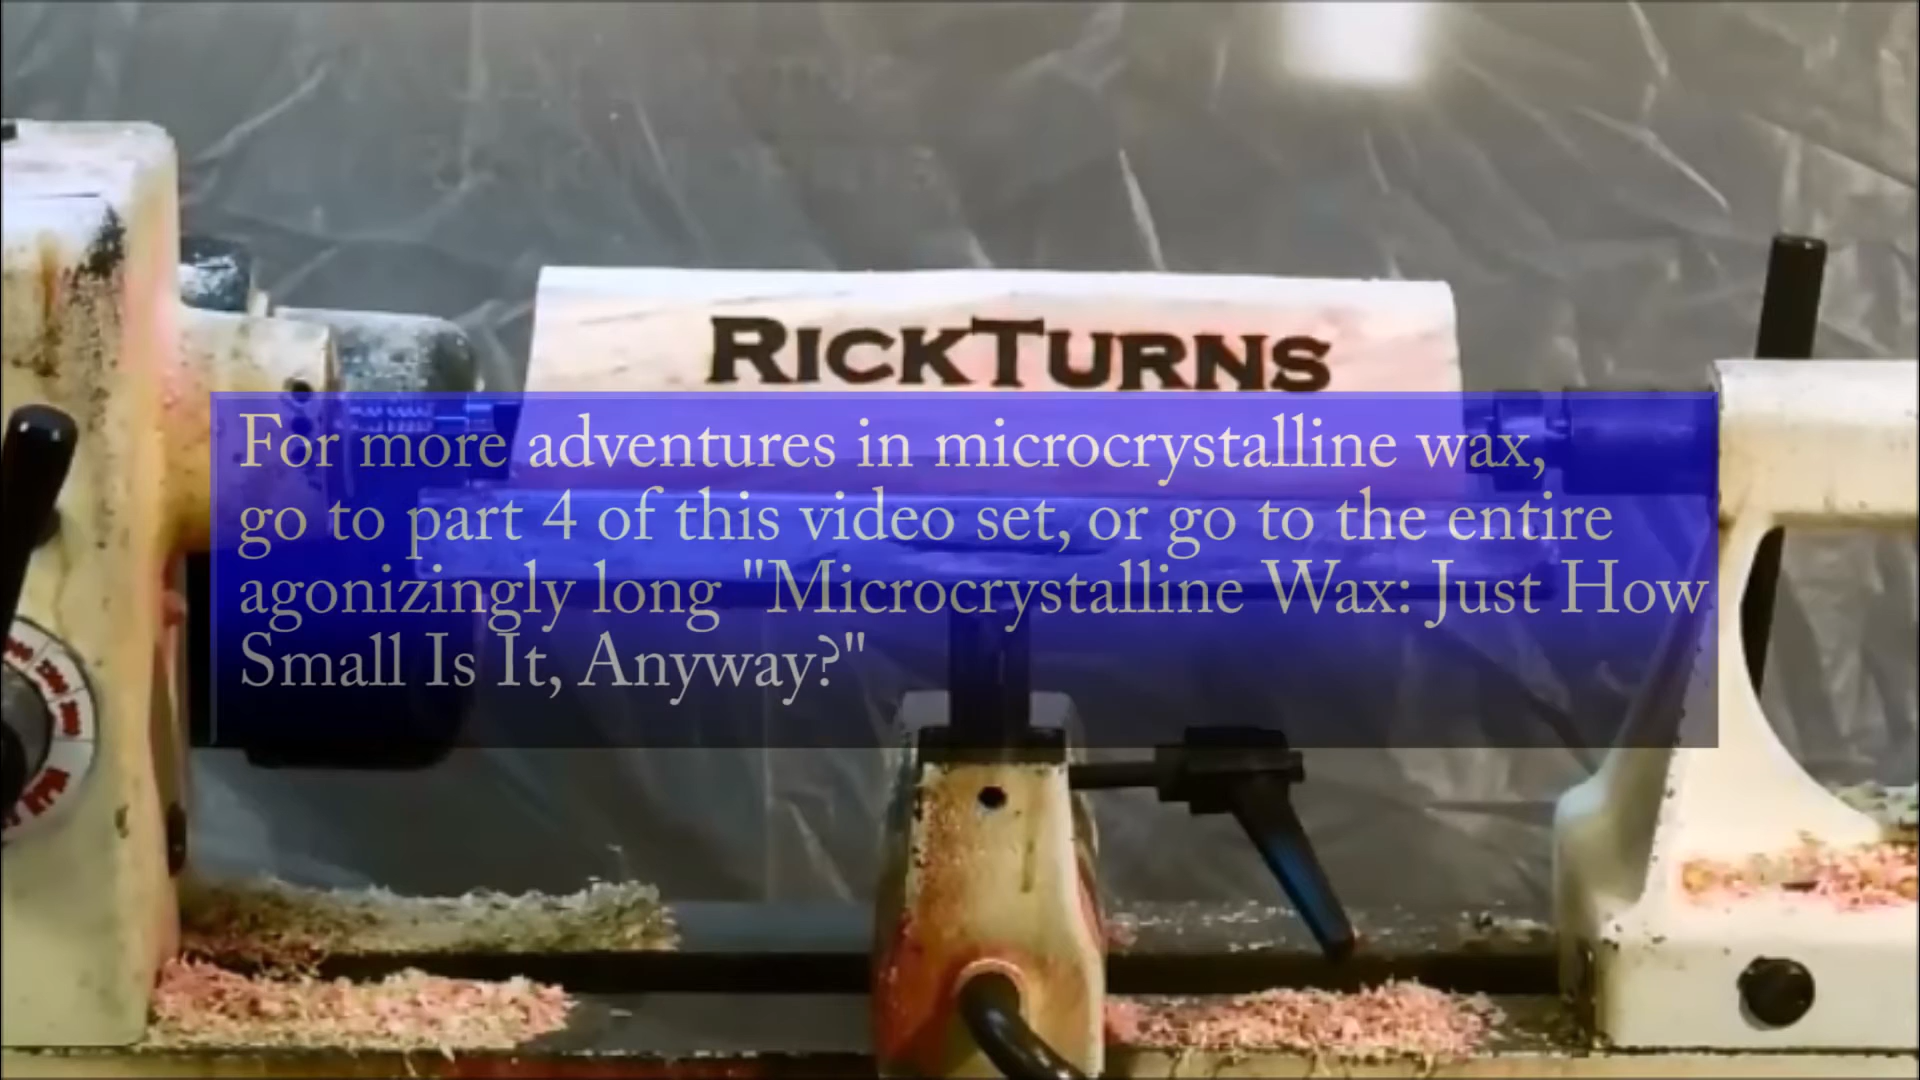 RICKTURNS
For more adventures in microcrystalline wax,
go to part 4 of this video set, or go to the entire
agonizingly long "Microcrystalline Wax: Just How
Small Is It, Anyway?"